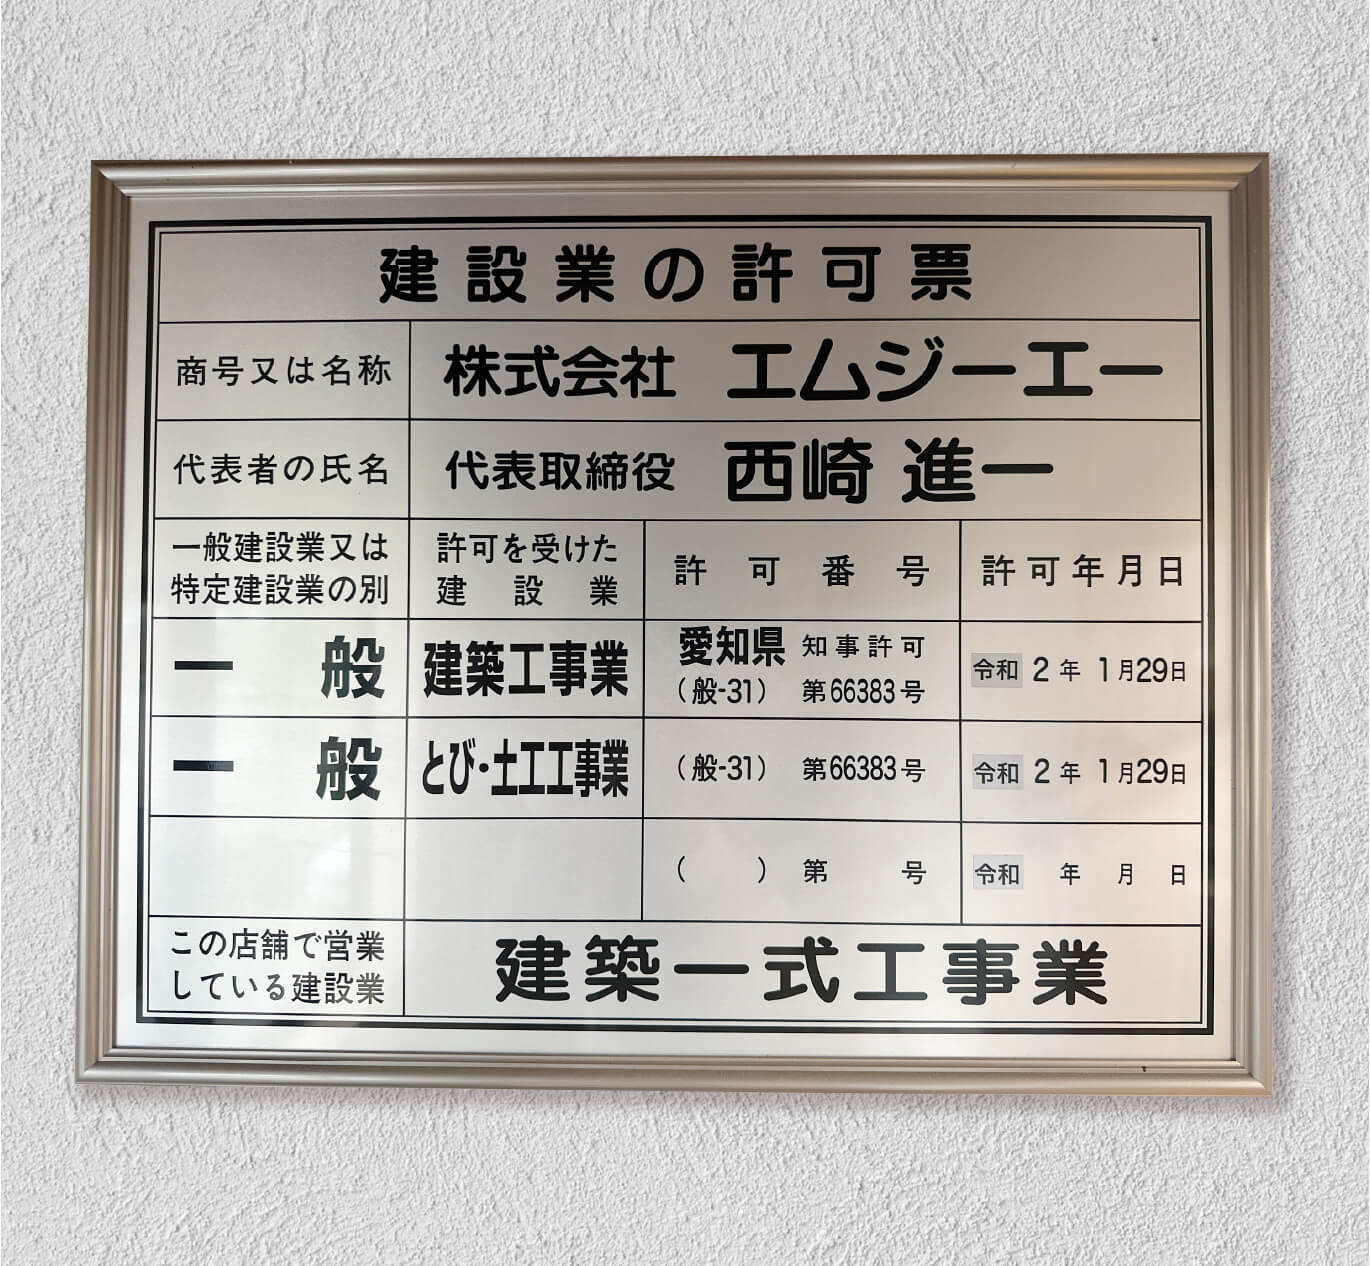 建設業の許可票
商号又は名称 株式会社 エムジーエー
代表者の氏名 代表取締役 西崎 進一
一般建設業又は
特定建設業の別
許可を受けた
建設業
許可番号
許可年月日
一般 建築工事業
愛知県 知事許可
(般-31) 第66383号
令和 2年 1月29日
一般 とび・土工工事業 (般-31) 第66383号 令和 2年 1月29日
( ) 第 号 令和 年 月 日
この店舗で営業
している建設業
建築一式工事業